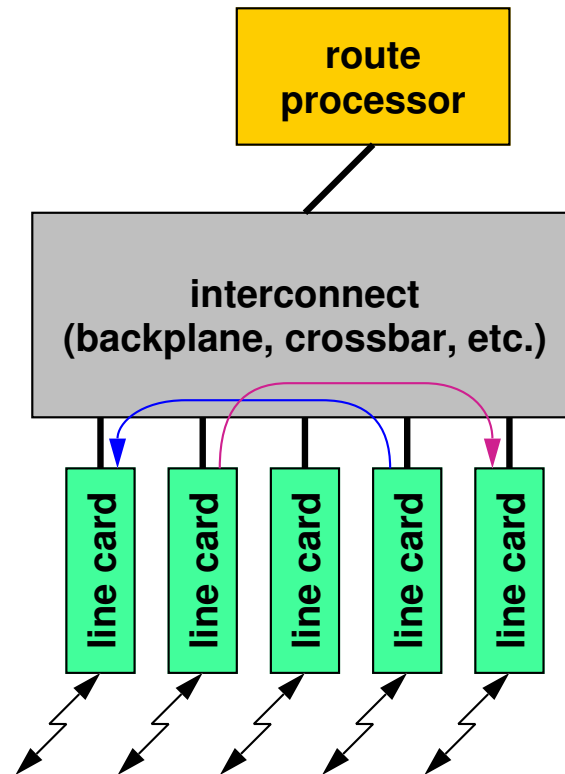 route
processor
interconnect
(backplane, crossbar, etc.)
line card
line card
line card
line card
line card